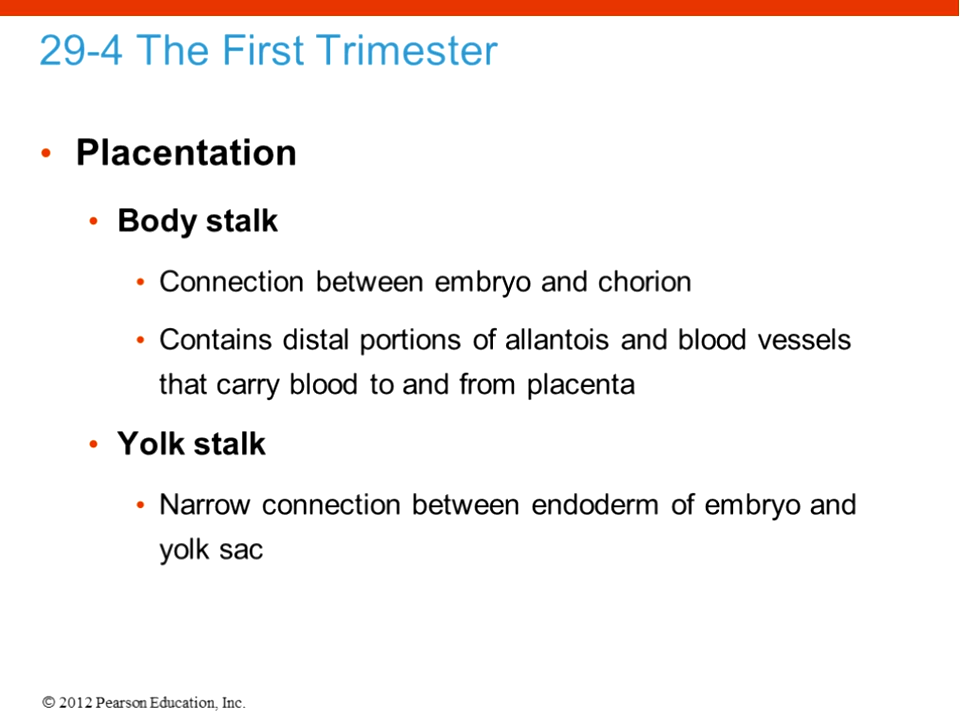 29-4 The First Trimester
• Placentation
• Body stalk
• Connection between embryo and chorion
• Contains distal portions of allantois and blood vessels
that carry blood to and from placenta
• Yolk stalk
• Narrow connection between endoderm of embryo and
yolk sac
© 2012 Pearson Education, Inc.